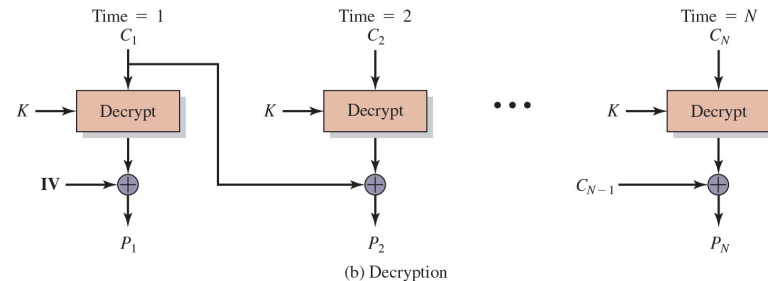 Time = 1 Time = 2 Time = N
C1 C2 CN
K Decrypt K Decrypt • • • K Decrypt
IV CN−1
P1 P2 PN
(b) Decryption